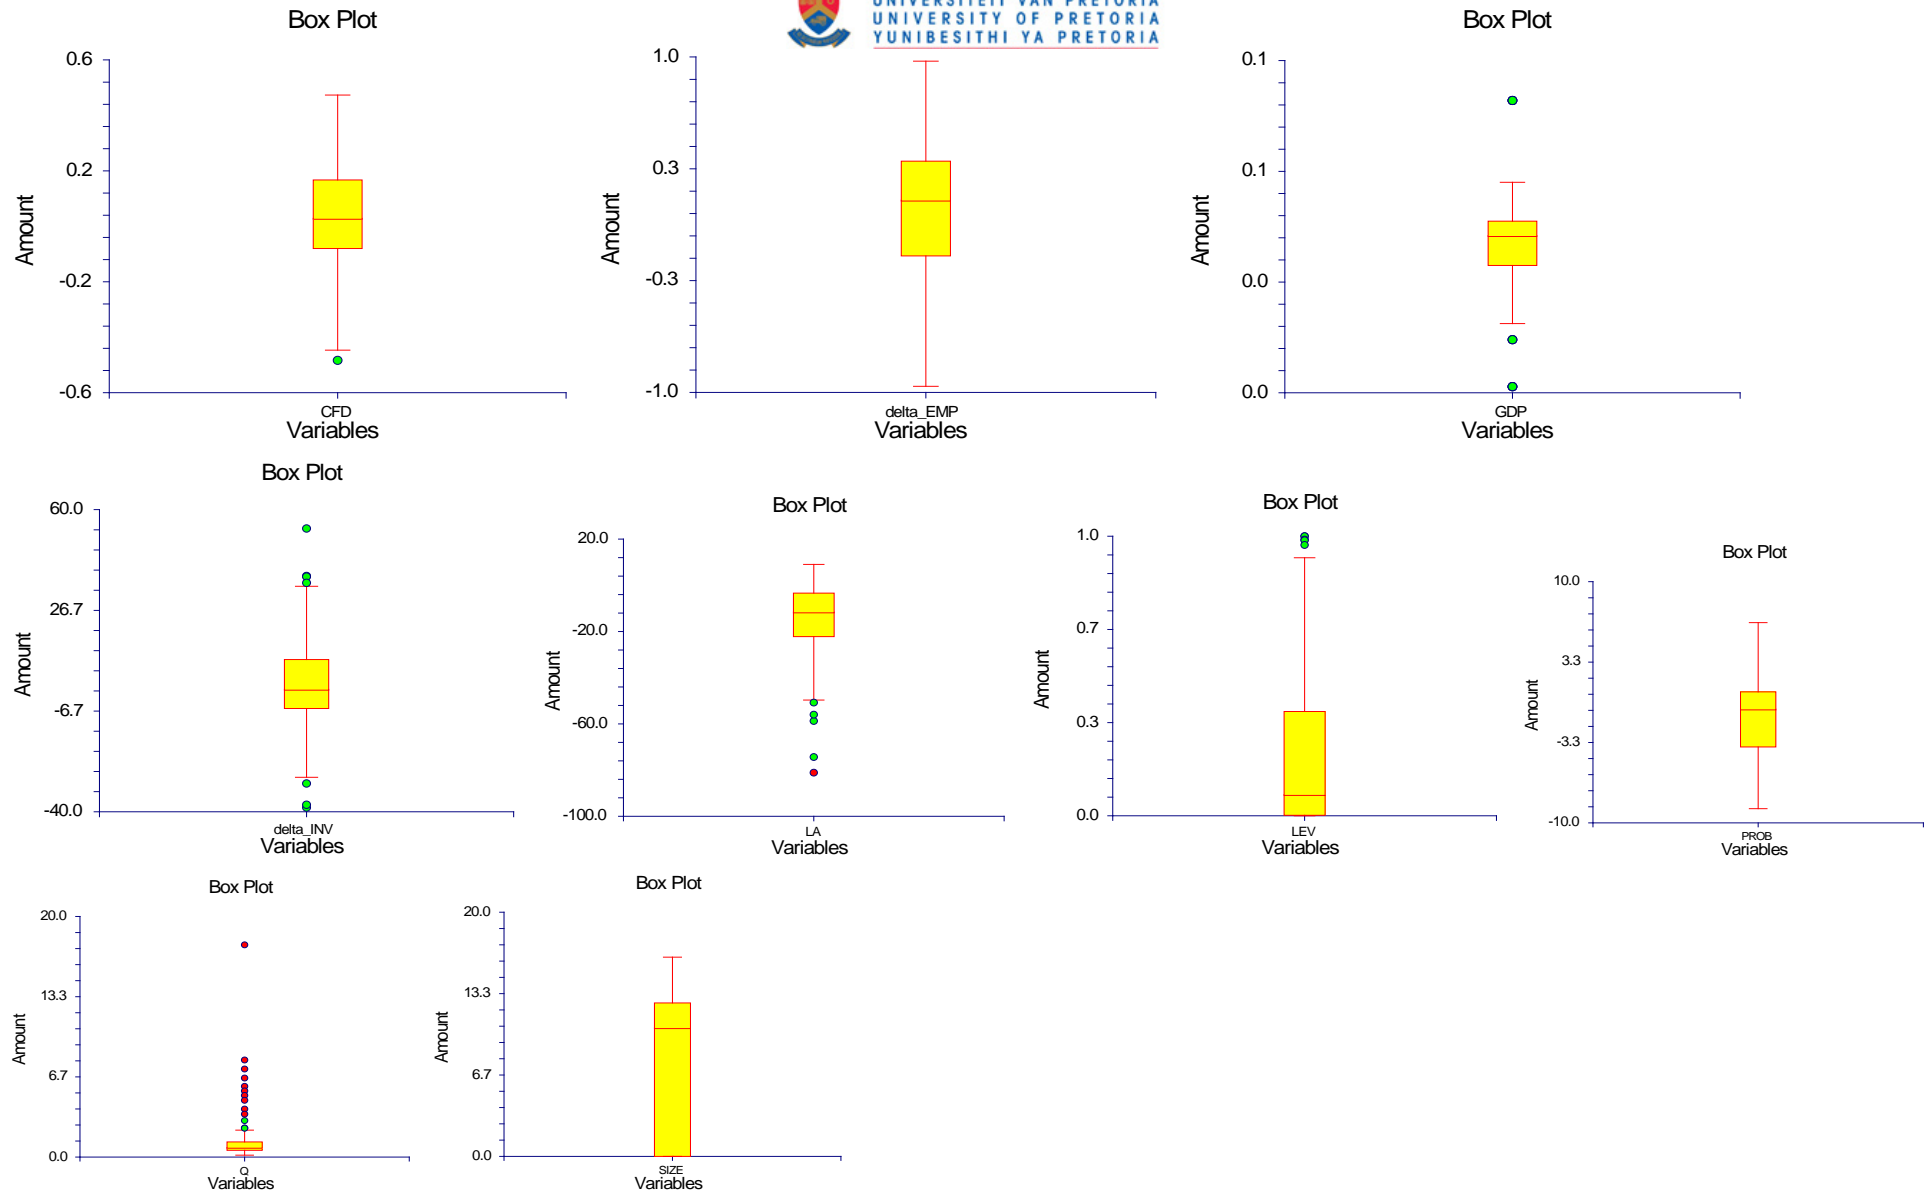 UNIVERSITEIT VAN PRETORIA
UNIVERSITY OF PRETORIA
YUNIBESITHI YA PRETORIA
Box Plot
0.6
0.2
-0.2
-0.6
Amount
CFD
Variables
1.0
0.3
-0.3
-1.0
Amount
delta_EMP
Variables
Box Plot
0.1
0.1
0.0
0.0
Amount
GDP
Variables
Box Plot
60.0
26.7
-6.7
-40.0
Amount
delta_INV
Variables
Box Plot
20.0
-20.0
-60.0
-100.0
Amount
LA
Variables
Box Plot
1.0
0.7
0.3
0.0
Amount
LEV
Variables
Box Plot
10.0
3.3
-3.3
-10.0
Amount
PROB
Variables
Box Plot
20.0
13.3
6.7
0.0
Amount
Q
Variables
Box Plot
20.0
13.3
6.7
0.0
Amount
SIZE
Variables